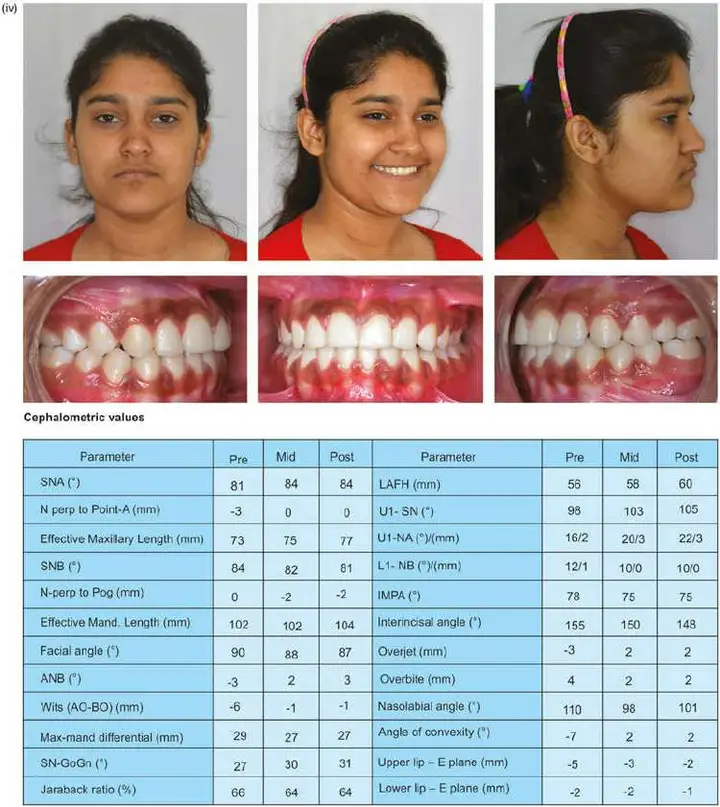 (iv)
Cephalometric values
Parameter Pre Mid Post Parameter Pre Mid Post
SNA (°) 81 84 84 LAFH (mm) 56 58 60
N perp to Point-A (mm) -3 0 0 U1- SN (°) 98 103 105
Effective Maxillary Length (mm) 73 75 77 U1-NA (°)/(mm) 16/2 20/3 22/3
SNB (°) 84 82 81 L1- NB (°)/(mm) 12/1 10/0 10/0
N-perp to Pog (mm) 0 -2 -2 IMPA (°) 78 75 75
Effective Mand. Length (mm) 102 102 104 Interincisal angle (°) 155 150 148
Facial angle (°) 90 88 87 Overjet (mm) -3 2 2
ANB (°) -3 2 3 Overbite (mm) 4 2 2
Wits (AO-BO) (mm) -6 -1 -1 Nasolabial angle (°) 110 98 101
Max-mand differential (mm) 29 27 27 Angle of convexity (°) -7 2 2
SN-GoGn (°) 27 30 31 Upper lip – E plane (mm) -5 -3 -2
Jaraback ratio (%) 66 64 64 Lower lip – E plane (mm) -2 -2 -1